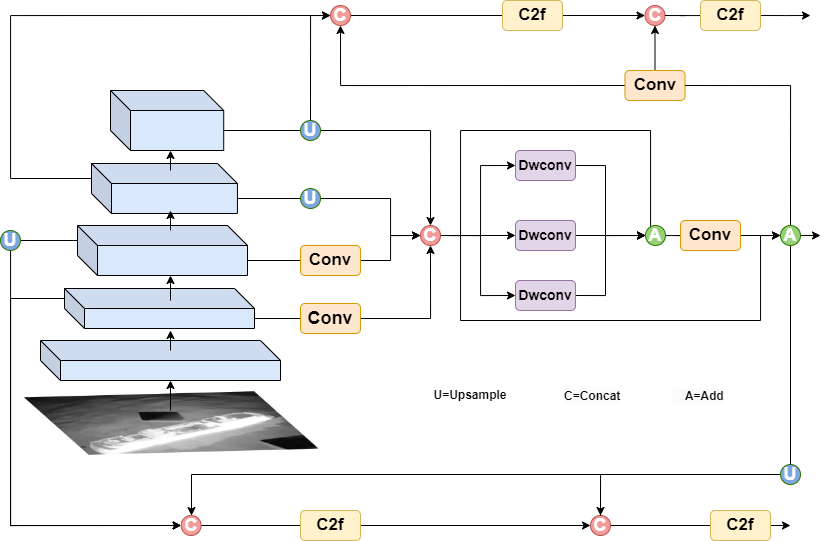 C C2f C C2f
Conv
U
Dwconv
U
U C Dwconv A Conv A
Conv
Dwconv
Conv
U=Upsample C=Concat A=Add
U
C C2f C C2f